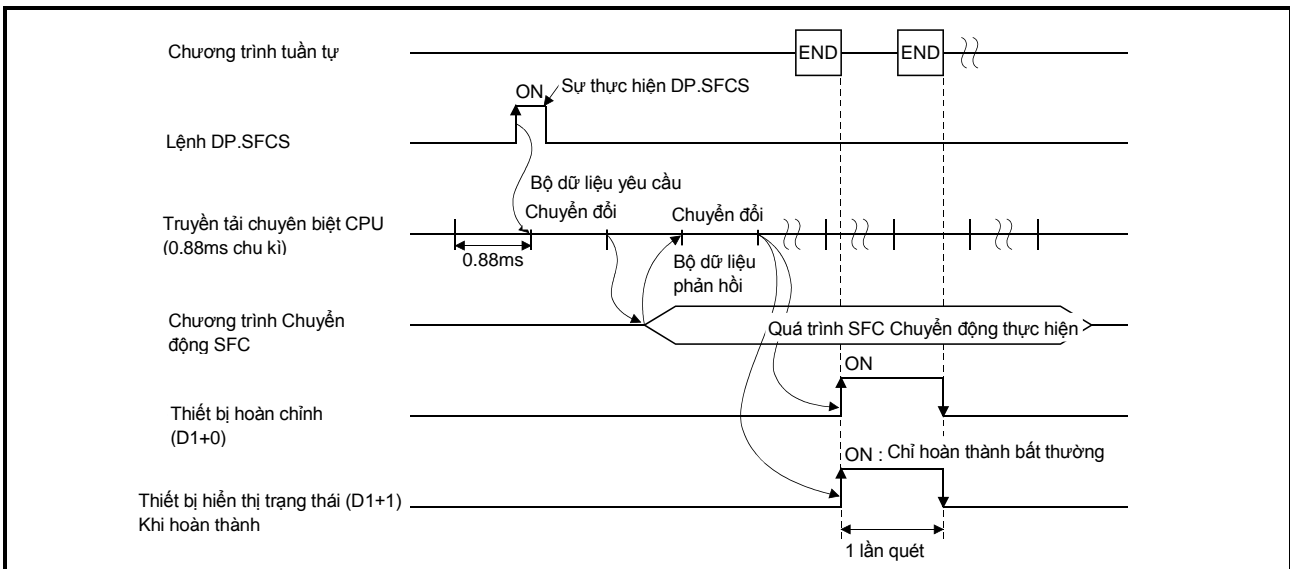 Chương trình tuần tự
END
END
ON
Sự thực hiện DP.SFCS
Lệnh DP.SFCS
Bộ dữ liệu yêu cầu
Truyền tải chuyên biệt CPU
(0.88ms chu kì)
Chuyển đổi
Chuyển đổi
0.88ms
Bộ dữ liệu
phản hồi
Chương trình Chuyển
động SFC
Quá trình SFC Chuyển động thực hiện
ON
Thiết bị hoàn chỉnh
(D1+0)
ON : Chỉ hoàn thành bất thường
Thiết bị hiển thị trạng thái (D1+1)
Khi hoàn thành
1 lần quét